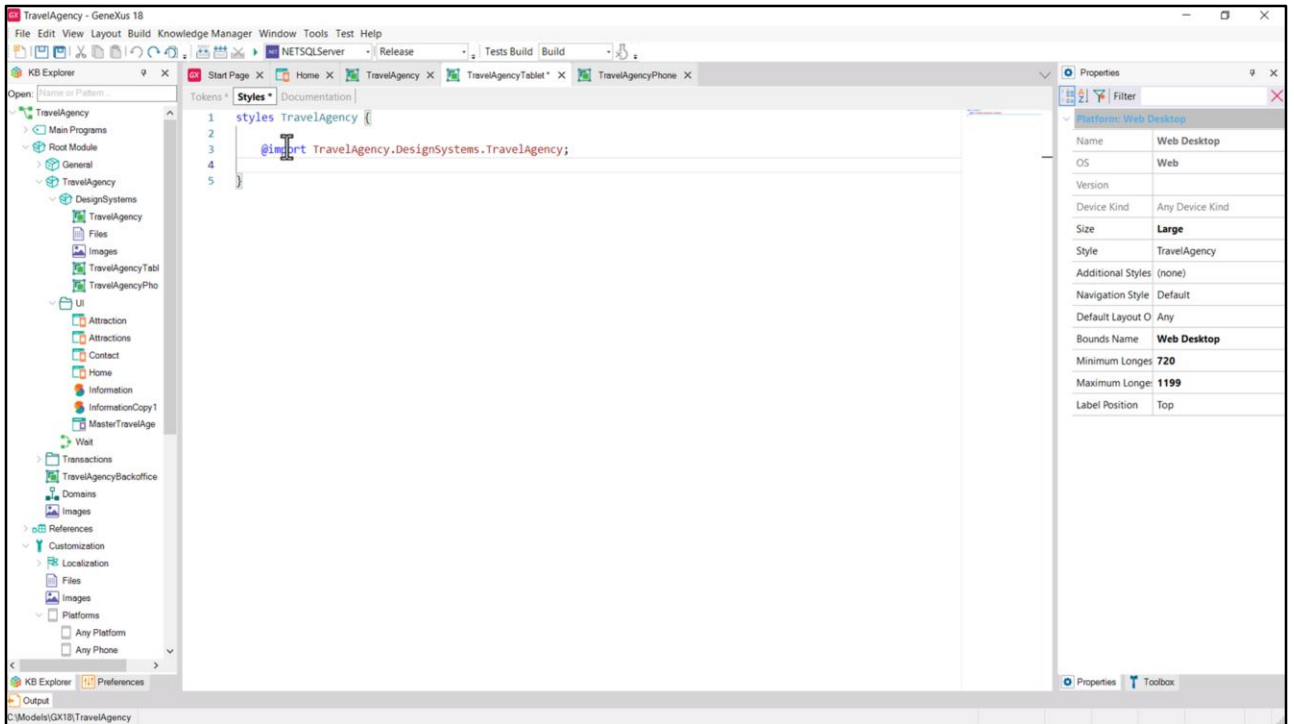 GX TravelAgency - GeneXus 18
File Edit View Layout Build Knowledge Manager Window Tools Test Help
NETSQLServer Release Tests Build Build
KB Explorer
Open: Name or Pattern...
TravelAgency
Main Programs
Root Module
General
TravelAgency
DesignSystems
TravelAgency
Files
Images
TravelAgencyTabl
TravelAgencyPho
UI
Attraction
Attractions
Contact
Home
Information
InformationCopy1
MasterTravelAge
Wait
Transactions
TravelAgencyBackoffice
Domains
Images
References
Customization
Localization
Files
Images
Platforms
Any Platform
Any Phone
KB Explorer Preferences
Output
C:\Models\GX18\TravelAgency
GX Start Page X Home X TravelAgency X TravelAgencyTablet* X TravelAgencyPhone X
Tokens * Styles * Documentation
1 styles TravelAgency {
2
3 @import TravelAgency.DesignSystems.TravelAgency;
4
5 }
Properties
Filter
Platform: Web Desktop
Name Web Desktop
OS Web
Version
Device Kind Any Device Kind
Size Large
Style TravelAgency
Additional Styles (none)
Navigation Style Default
Default Layout O Any
Bounds Name Web Desktop
Minimum Longes 720
Maximum Longe 1199
Label Position Top
Properties Toolbox